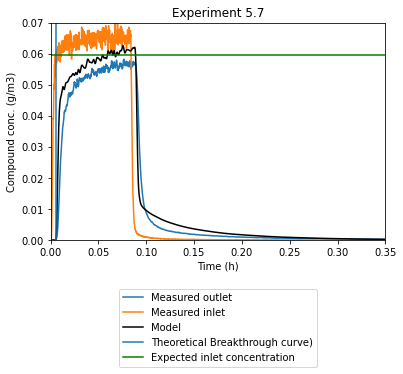 Experiment 5.7
Compound conc. (g/m3)
0.07
0.06
0.05
0.04
0.03
0.02
0.01
0.00
0.00 0.05 0.10 0.15 0.20 0.25 0.30 0.35
Time (h)
Measured outlet
Measured inlet
Model
Theoretical Breakthrough curve)
Expected inlet concentration